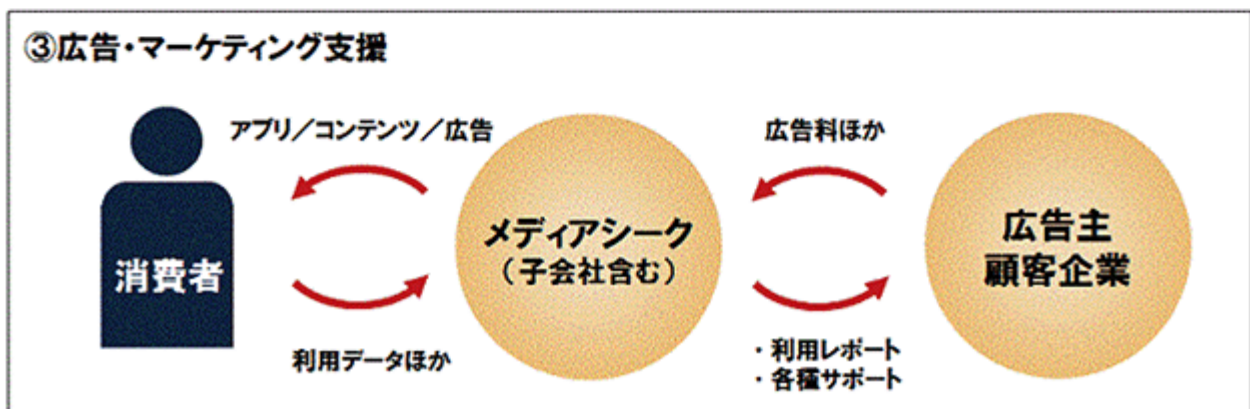 ③広告・マーケティング支援
アプリ／コンテンツ／広告
広告料ほか
消費者
メディアシーク
（子会社含む）
広告主
顧客企業
利用データほか
・利用レポート
・各種サポート